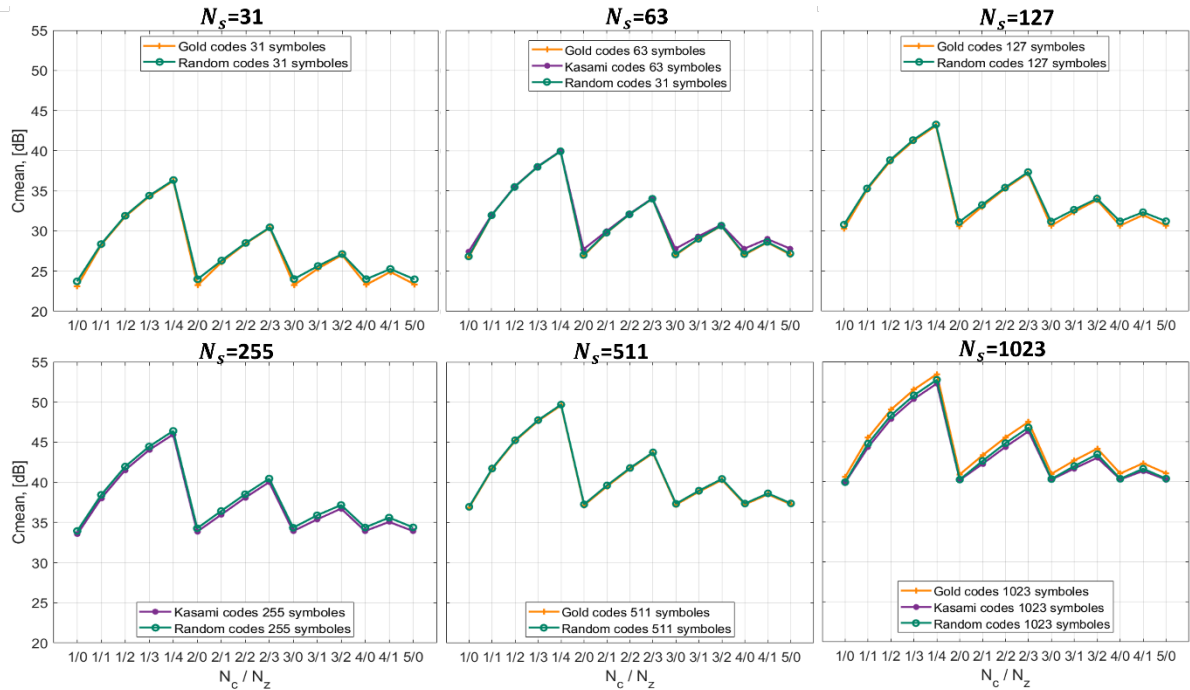 N_s=31
55
50
45
40
35
30
25
20
Cmean, [dB]
Gold codes 31 symboles
Random codes 31 symboles
1/0 1/1 1/2 1/3 1/4 2/0 2/1 2/2 2/3 3/0 3/1 3/2 4/0 4/1 5/0
N_s=63
Gold codes 63 symboles
Kasami codes 63 symboles
Random codes 31 symboles
1/0 1/1 1/2 1/3 1/4 2/0 2/1 2/2 2/3 3/0 3/1 3/2 4/0 4/1 5/0
N_s=127
Gold codes 127 symboles
Random codes 127 symboles
1/0 1/1 1/2 1/3 1/4 2/0 2/1 2/2 2/3 3/0 3/1 3/2 4/0 4/1 5/0
N_s=255
55
50
45
40
35
30
25
20
Cmean, [dB]
Kasami codes 255 symboles
Random codes 255 symboles
1/0 1/1 1/2 1/3 1/4 2/0 2/1 2/2 2/3 3/0 3/1 3/2 4/0 4/1 5/0
N_c / N_z
N_s=511
Gold codes 511 symboles
Random codes 511 symboles
1/0 1/1 1/2 1/3 1/4 2/0 2/1 2/2 2/3 3/0 3/1 3/2 4/0 4/1 5/0
N_c / N_z
N_s=1023
Gold codes 1023 symboles
Kasami codes 1023 symboles
Random codes 1023 symboles
1/0 1/1 1/2 1/3 1/4 2/0 2/1 2/2 2/3 3/0 3/1 3/2 4/0 4/1 5/0
N_c / N_z